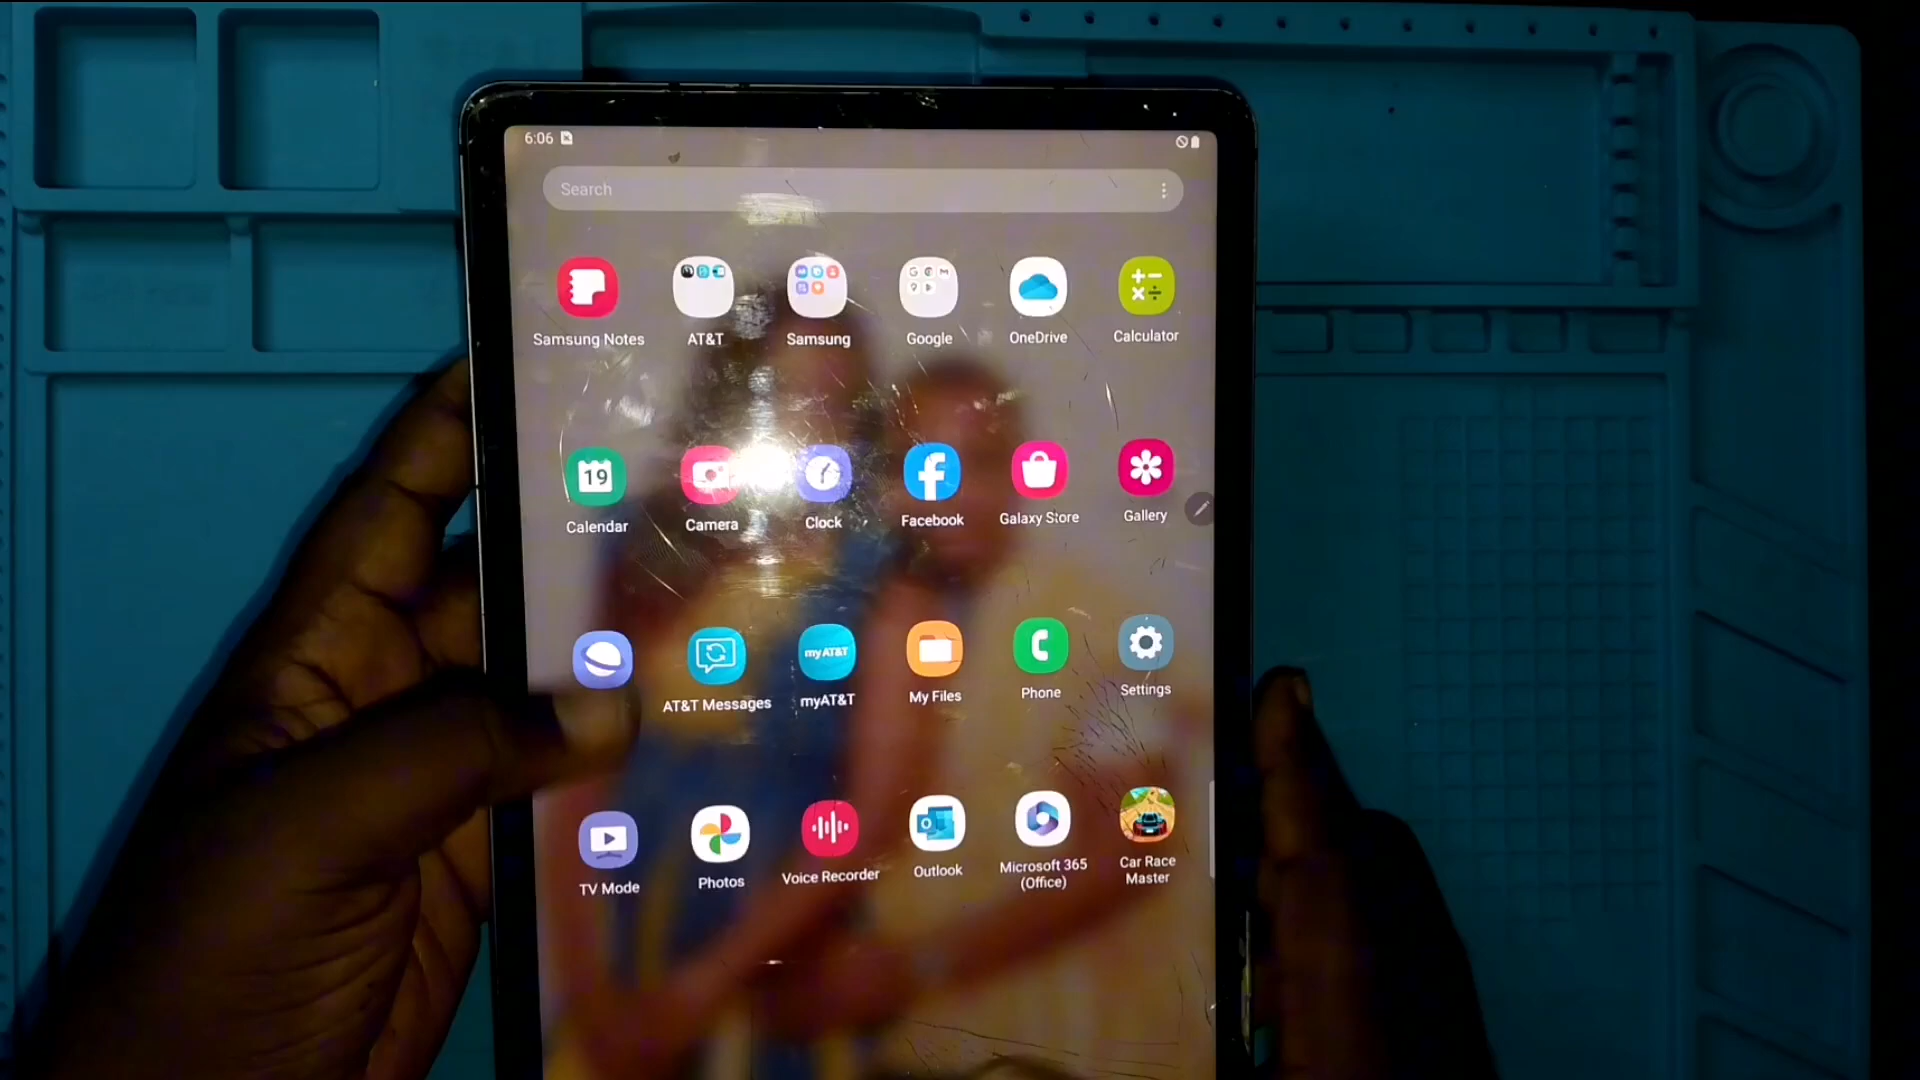 6:06
Search
Samsung Notes
AT&T
Samsung
Google
OneDrive
Calculator
19
Calendar
Camera
Clock
Facebook
Galaxy Store
Gallery
myAT&T
AT&T Messages
myAT&T
My Files
Phone
Settings
TV Mode
Photos
Voice Recorder
Outlook
Microsoft 365
(Office)
Car Race
Master